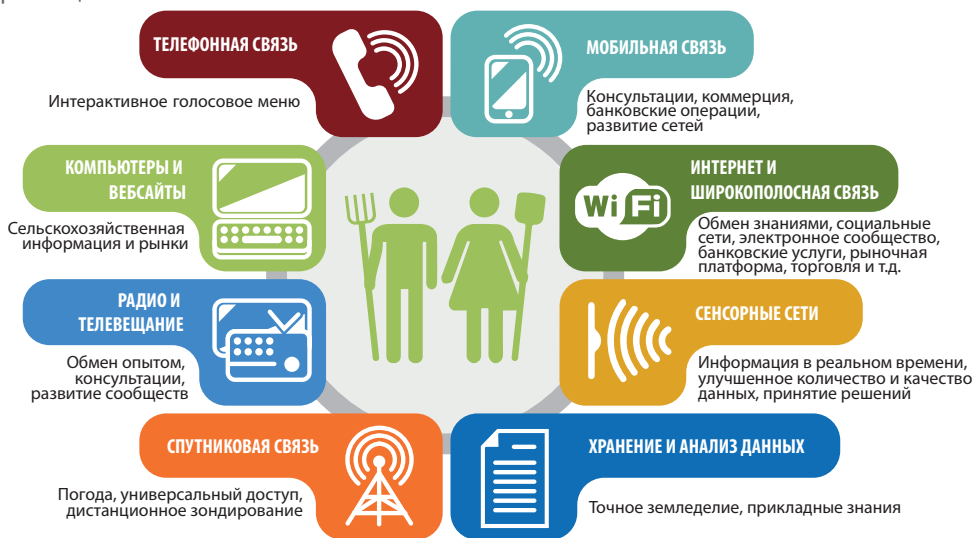 ТЕЛЕФОННАЯ СВЯЗЬ
Интерактивное голосовое меню
МОБИЛЬНАЯ СВЯЗЬ
Консультации, коммерция,
банковские операции,
развитие сетей
КОМПЬЮТЕРЫ И
ВЕБСАЙТЫ
Сельскохозяйственная
информация и рынки
ИНТЕРНЕТ И
ШИРОКОПОЛОСНАЯ СВЯЗЬ
Wi Fi
Обмен знаниями, социальные
сети, электронное сообщество,
банковские услуги, рыночная
платформа, торговля и т.д.
РАДИО И
ТЕЛЕВЕЩАНИЕ
Обмен опытом,
консультации,
развитие сообществ
СЕНСОРНЫЕ СЕТИ
Информация в реальном времени,
улучшенное количество и качество
данных, принятие решений
СПУТНИКОВАЯ СВЯЗЬ
Погода, универсальный доступ,
дистанционное зондирование
ХРАНЕНИЕ И АНАЛИЗ ДАННЫХ
Точное земледелие, прикладные знания